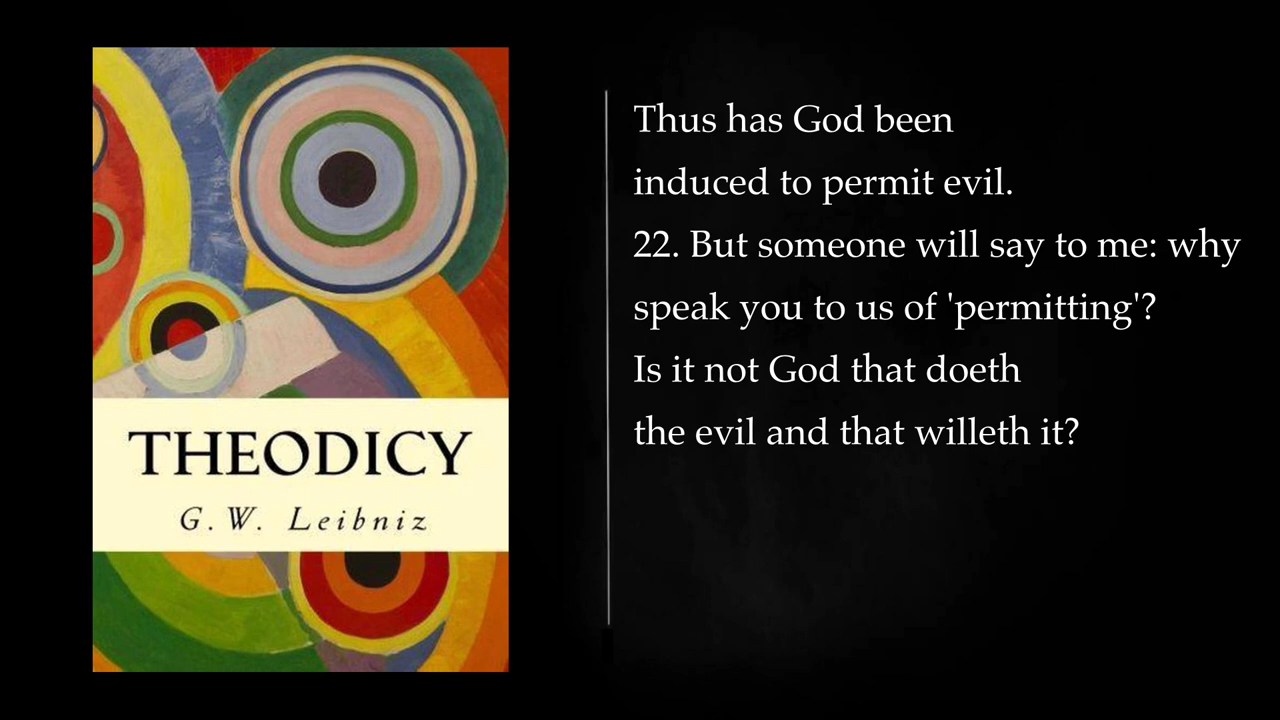 THEODICY
G. W. Leibniz
Thus has God been
induced to permit evil.
22. But someone will say to me: why
speak you to us of 'permitting'?
Is it not God that doeth
the evil and that willeth it?